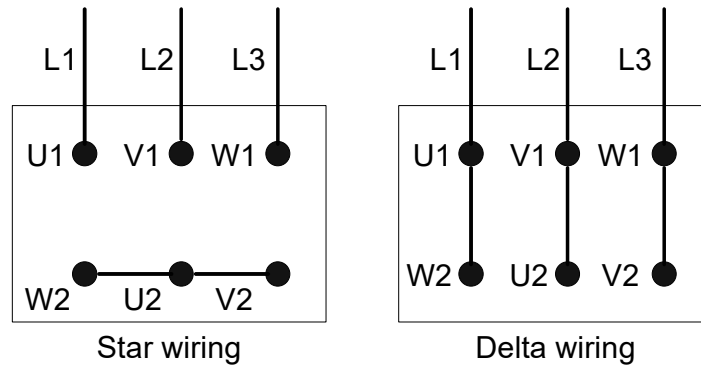 L1 L2 L3 L1 L2 L3
U1 V1 W1 U1 V1 W1
W2 U2 V2 W2 U2 V2
Star wiring Delta wiring